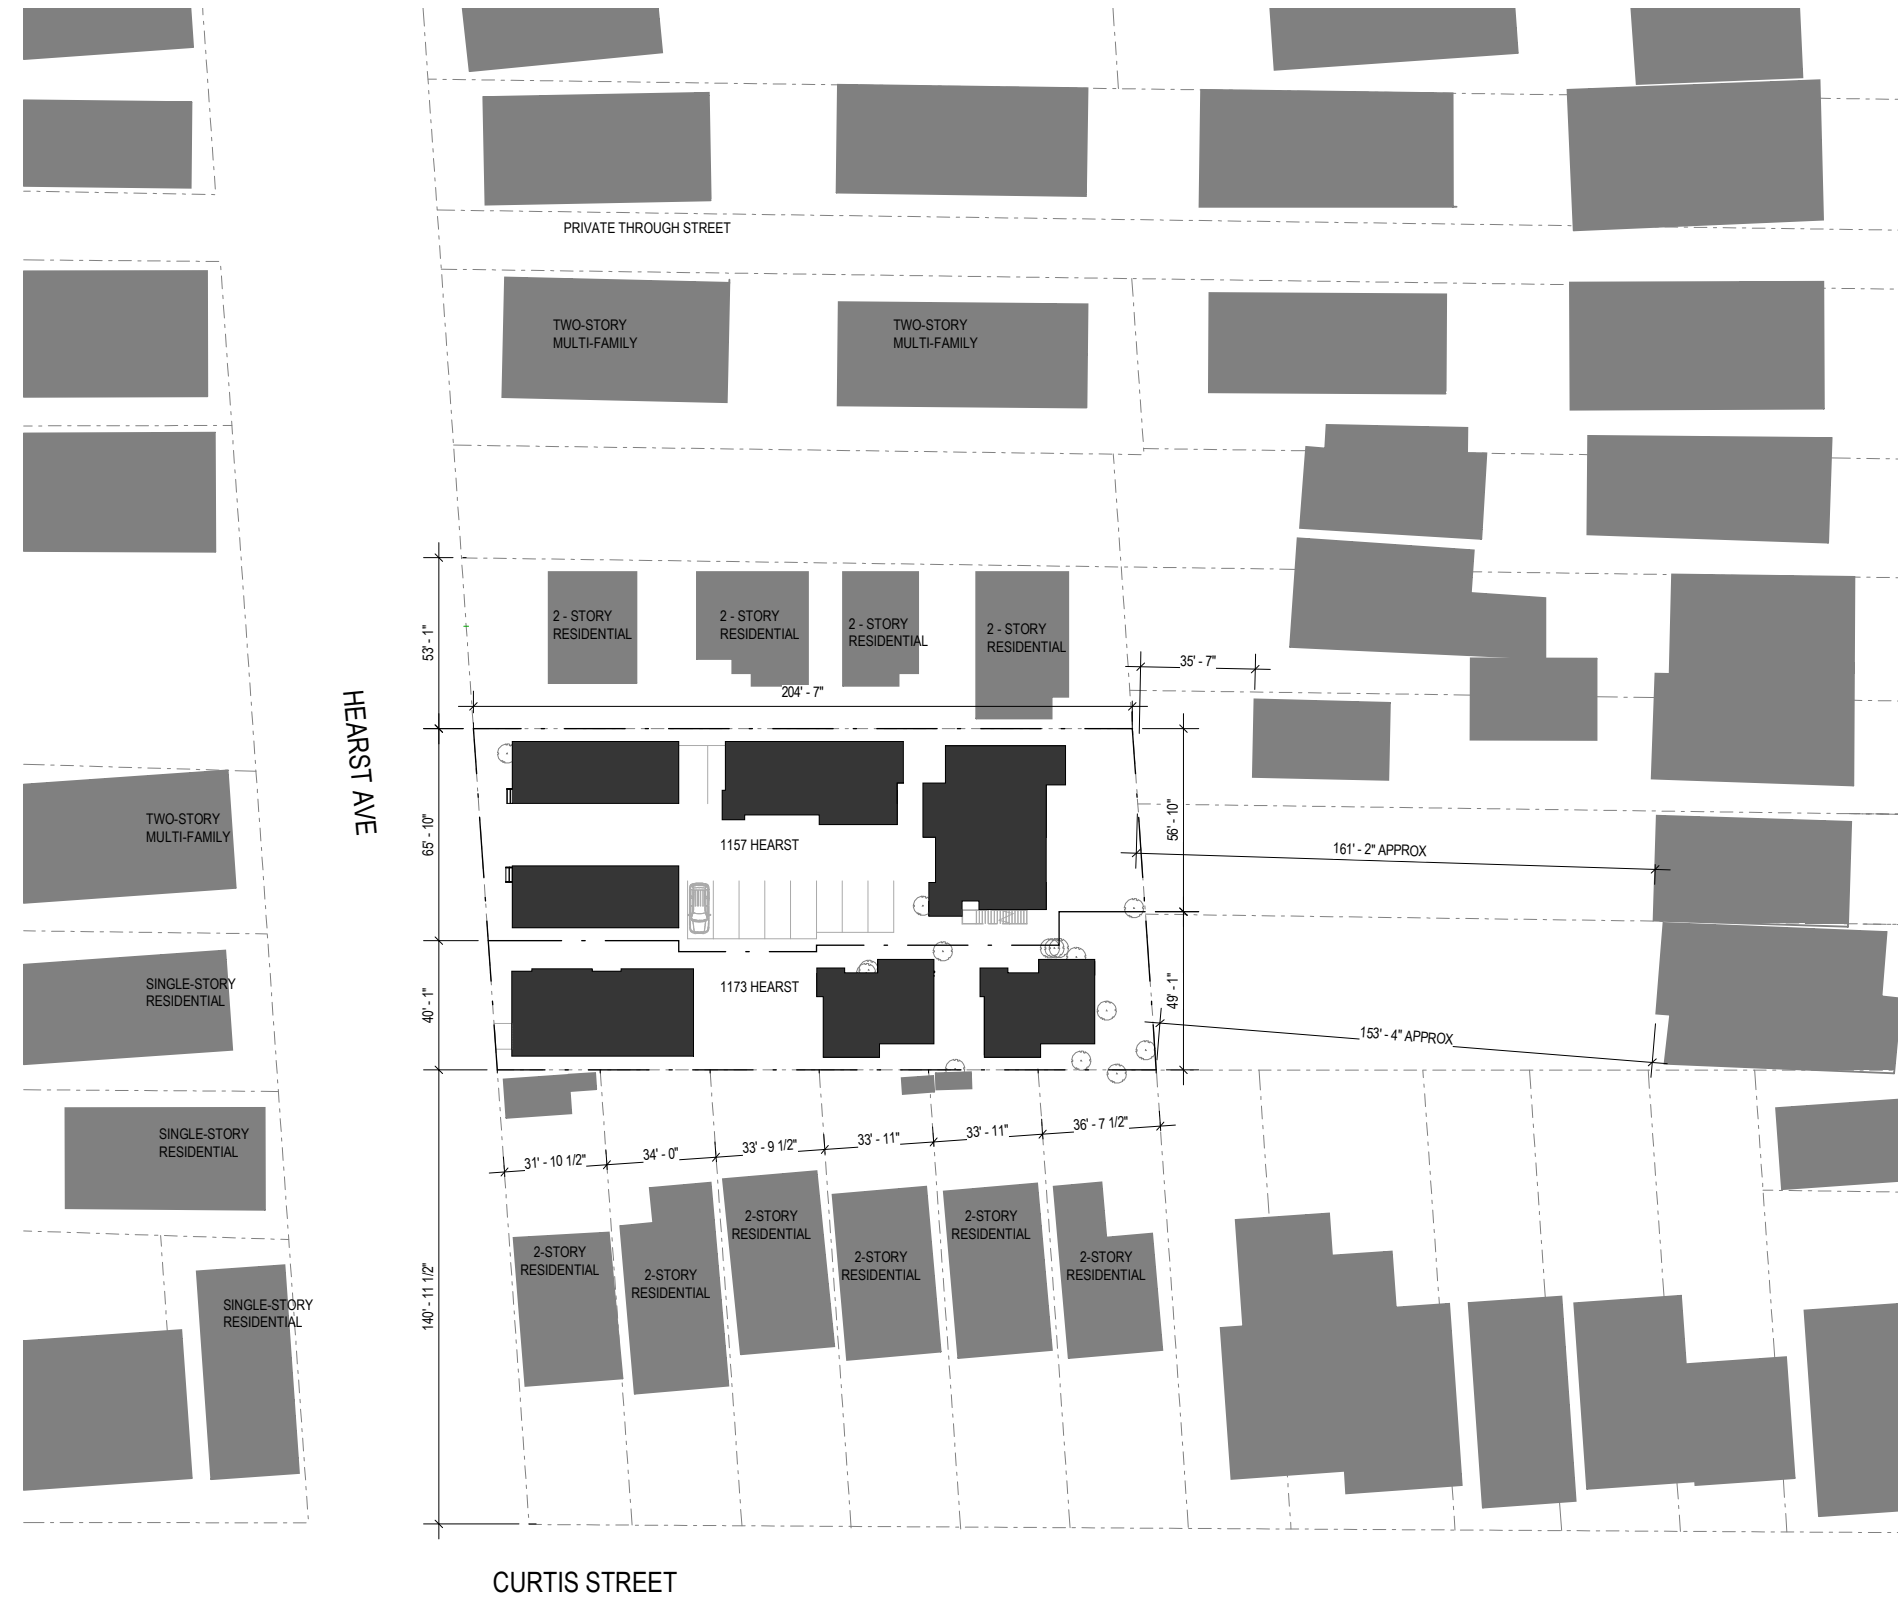 PRIVATE THROUGH STREET
TWO-STORY
MULTI-FAMILY
TWO-STORY
MULTI-FAMILY
2 - STORY
RESIDENTIAL
2 - STORY
RESIDENTIAL
2 - STORY
RESIDENTIAL
2 - STORY
RESIDENTIAL
53' - 1"
35' - 7"
204' - 7"
HEARST AVE
TWO-STORY
MULTI-FAMILY
65' - 10"
1157 HEARST
56' - 10"
161' - 2" APPROX
SINGLE-STORY
RESIDENTIAL
40' - 1"
1173 HEARST
49' - 1"
153' - 4" APPROX
SINGLE-STORY
RESIDENTIAL
31' - 10 1/2"
34' - 0"
33' - 9 1/2"
33' - 11"
33' - 11"
36' - 7 1/2"
2-STORY
RESIDENTIAL
2-STORY
RESIDENTIAL
2-STORY
RESIDENTIAL
2-STORY
RESIDENTIAL
2-STORY
RESIDENTIAL
2-STORY
RESIDENTIAL
SINGLE-STORY
RESIDENTIAL
140' - 11 1/2"
CURTIS STREET